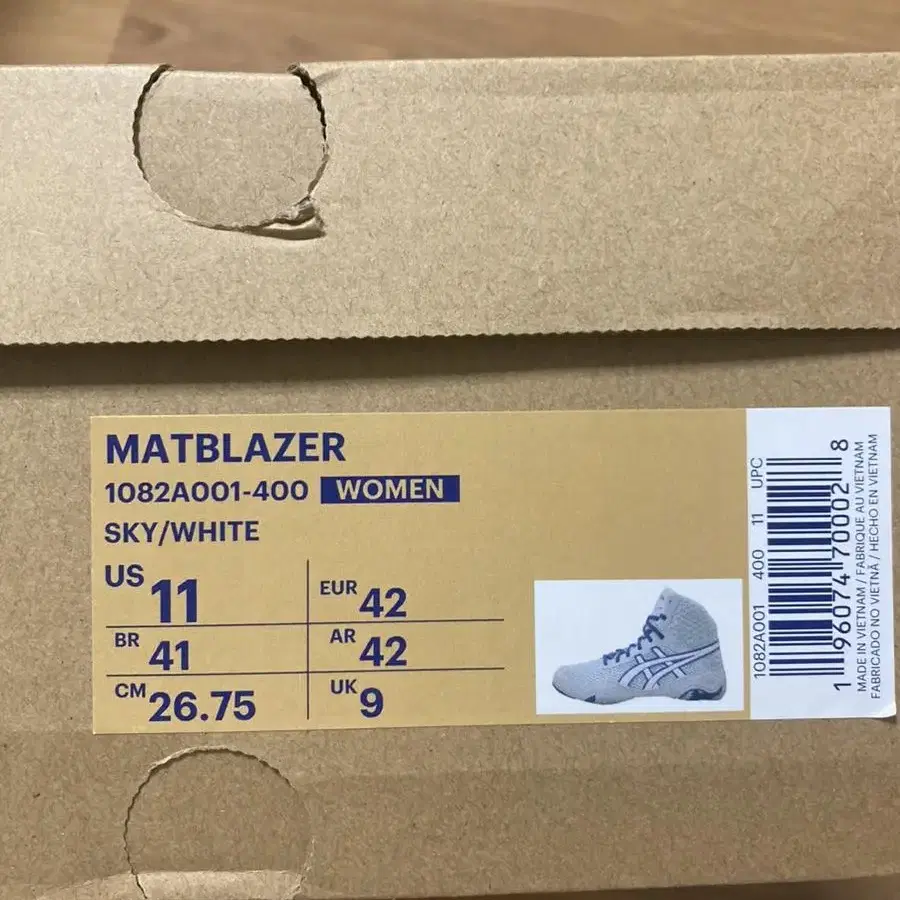 MATBLAZER
1082A001-400 WOMEN
SKY/WHITE
US 11
EUR 42
BR 41
AR 42
CM 26.75
UK 9
1082A001 400 11 UPC
1 96074 70002 8
MADE IN VIETNAM / FABRIQUE AU VIETNAM
FABRICADO NO VIETNÃ / HECHO EN VIETNAM